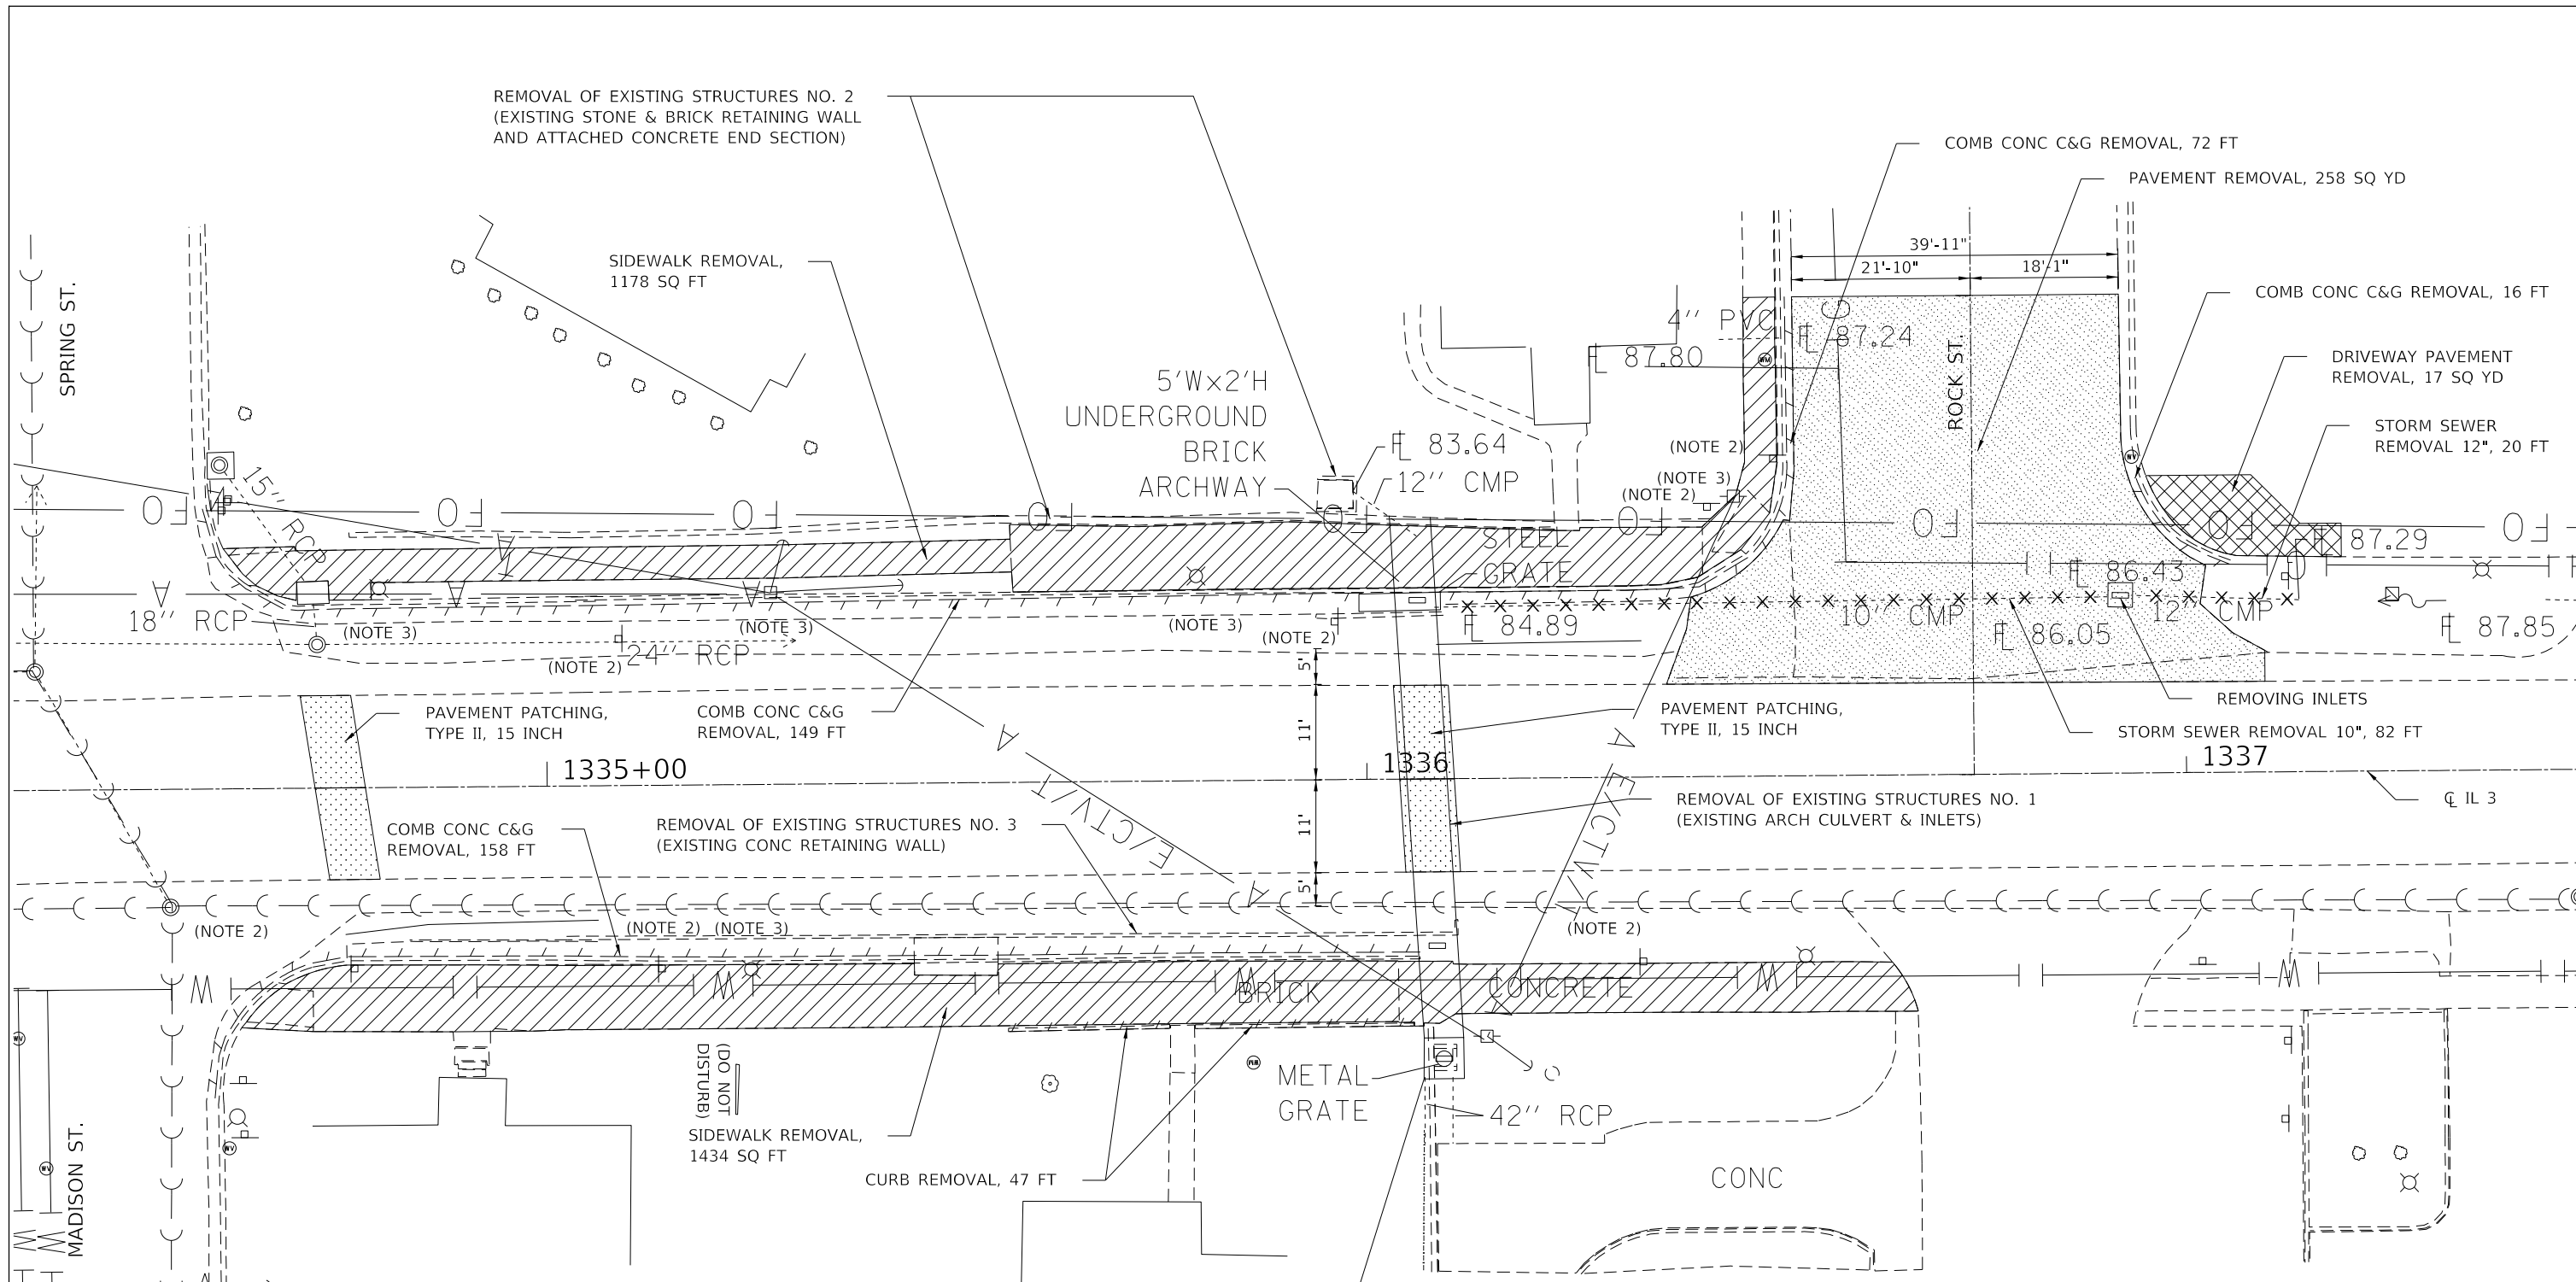 REMOVAL OF EXISTING STRUCTURES NO. 2
(EXISTING STONE & BRICK RETAINING WALL
AND ATTACHED CONCRETE END SECTION)
COMB CONC C&G REMOVAL, 72 FT
PAVEMENT REMOVAL, 258 SQ YD
39'-11"
21'-10"
18'-1"
SIDEWALK REMOVAL,
1178 SQ FT
COMB CONC C&G REMOVAL, 16 FT
SPRING ST.
4'' PVC
FL 87.24
FL 87.80
ROCK ST.
DRIVEWAY PAVEMENT
REMOVAL, 17 SQ YD
5'W×2'H
UNDERGROUND
BRICK
ARCHWAY
FL 83.64
12'' CMP
STORM SEWER
REMOVAL 12", 20 FT
(NOTE 2)
(NOTE 3)
(NOTE 2)
15'' RCP
FO
FO
FO
FO
FO
FO
FO
FO
FO
STEEL
GRATE
FL 87.29
FL 86.43
A
A
A
18'' RCP
(NOTE 3)
(NOTE 3)
(NOTE 3)
(NOTE 2)
FL 84.89
10'' CMP
FL 86.05
12'' CMP
FL 87.85
(NOTE 2)
24'' RCP
5'
11'
11'
5'
PAVEMENT PATCHING,
TYPE II, 15 INCH
COMB CONC C&G
REMOVAL, 149 FT
PAVEMENT PATCHING,
TYPE II, 15 INCH
REMOVING INLETS
STORM SEWER REMOVAL 10", 82 FT
1335+00
1336
1337
A
E/CTV/T
A
A
E/CTV/
COMB CONC C&G
REMOVAL, 158 FT
REMOVAL OF EXISTING STRUCTURES NO. 3
(EXISTING CONC RETAINING WALL)
REMOVAL OF EXISTING STRUCTURES NO. 1
(EXISTING ARCH CULVERT & INLETS)
CL IL 3
(NOTE 2)
(NOTE 2)
(NOTE 3)
(NOTE 2)
W
W
W
W
W
BRICK
CONCRETE
(DO NOT
DISTURB)
METAL
GRATE
42'' RCP
SIDEWALK REMOVAL,
1434 SQ FT
CURB REMOVAL, 47 FT
CONC
MADISON ST.
W
W